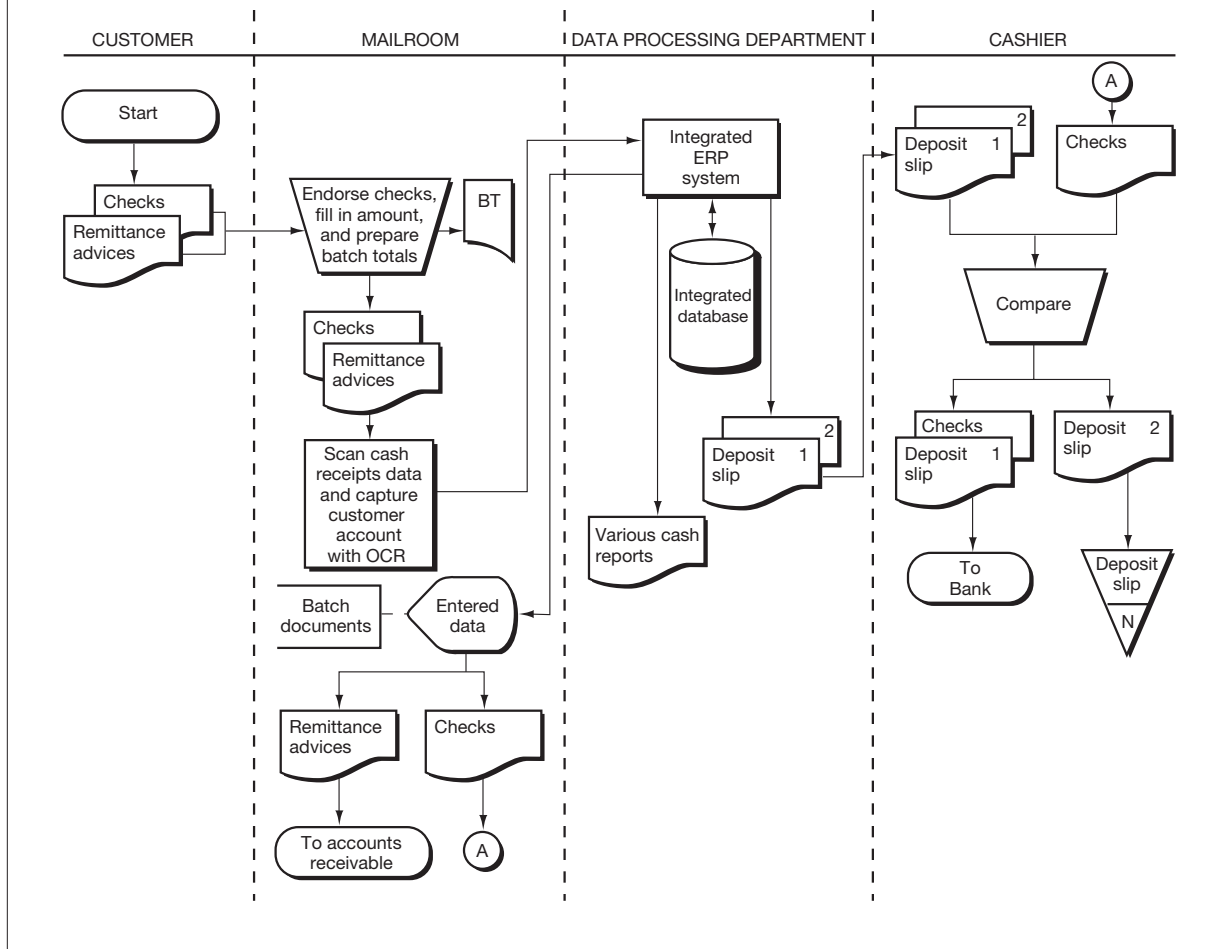 CUSTOMER
MAILROOM
DATA PROCESSING DEPARTMENT
CASHIER
Start
Checks
Remittance
advices
Endorse checks,
fill in amount,
and prepare
batch totals
BT
Checks
Remittance
advices
Scan cash
receipts data
and capture
customer
account
with OCR
Batch
documents
Entered
data
Remittance
advices
Checks
To accounts
receivable
A
Integrated
ERP
system
Integrated
database
2
Deposit 1
slip
Various cash
reports
A
2
Deposit 1
slip
Checks
Compare
Checks
Deposit 1
slip
Deposit 2
slip
To
Bank
Deposit
slip
N